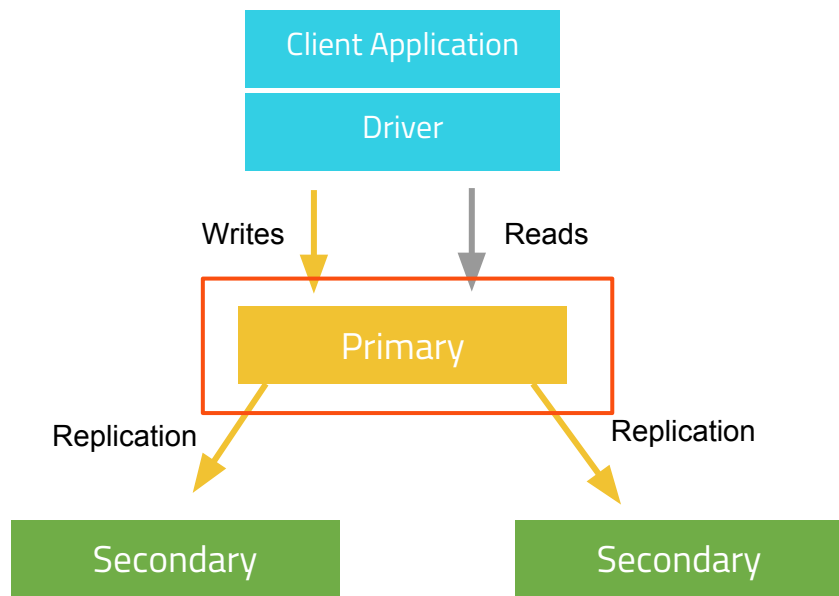 Client Application
Driver
Writes
Reads
Primary
Replication
Replication
Secondary
Secondary